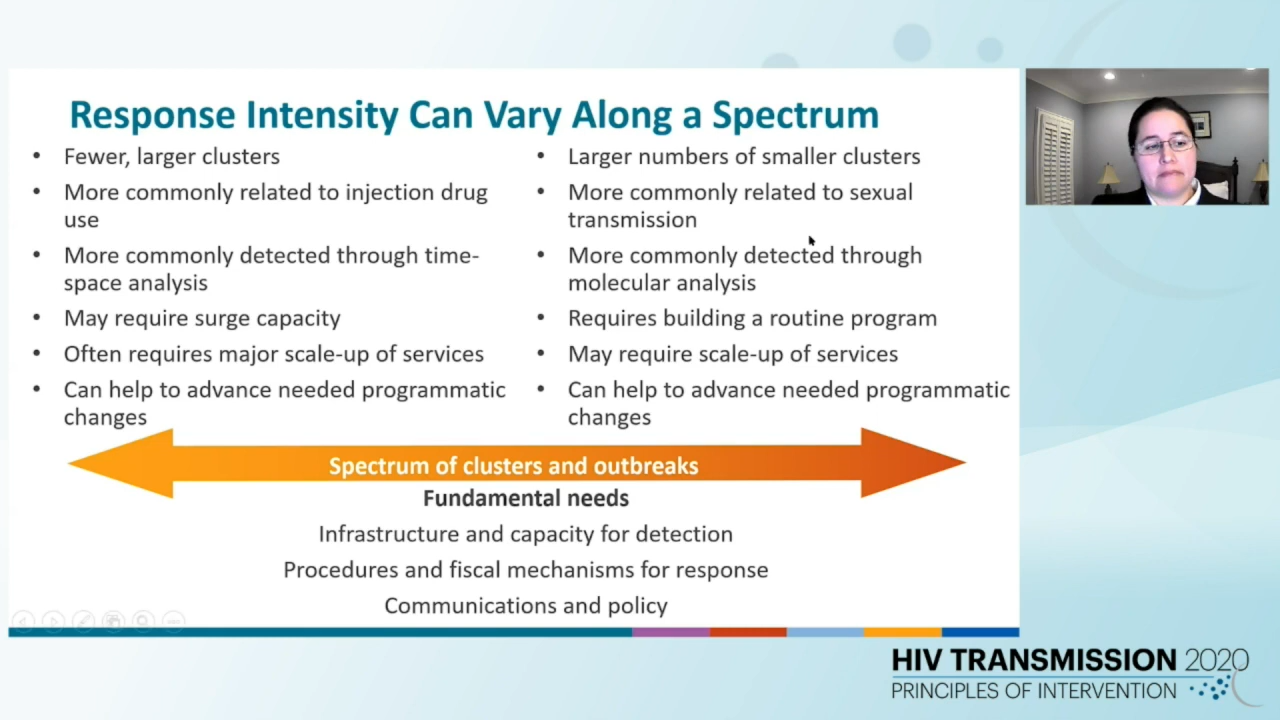 Response Intensity Can Vary Along a Spectrum
• Fewer, larger clusters
• More commonly related to injection drug
use
• More commonly detected through time-
space analysis
• May require surge capacity
• Often requires major scale-up of services
• Can help to advance needed programmatic
changes
• Larger numbers of smaller clusters
• More commonly related to sexual
transmission
• More commonly detected through
molecular analysis
• Requires building a routine program
• May require scale-up of services
• Can help to advance needed programmatic
changes
Spectrum of clusters and outbreaks
Fundamental needs
Infrastructure and capacity for detection
Procedures and fiscal mechanisms for response
Communications and policy
HIV TRANSMISSION 2020
PRINCIPLES OF INTERVENTION